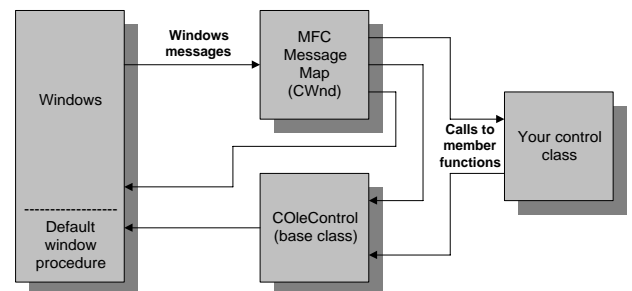 Windows
messages
MFC
Message
Map
(CWnd)
Windows
Calls to
member
functions
Your control
class
COleControl
(base class)
Default
window
procedure